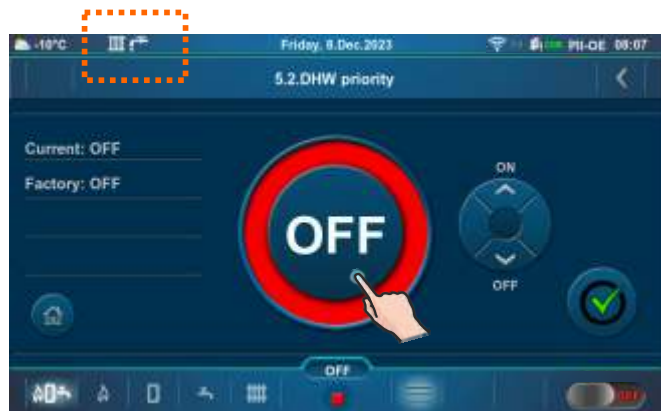 -10°C Friday, 8.Dec.2023 PII-OE 08:07
5.2.DHW priority
Current: OFF
Factory: OFF
OFF
ON
OFF
OFF
OFF